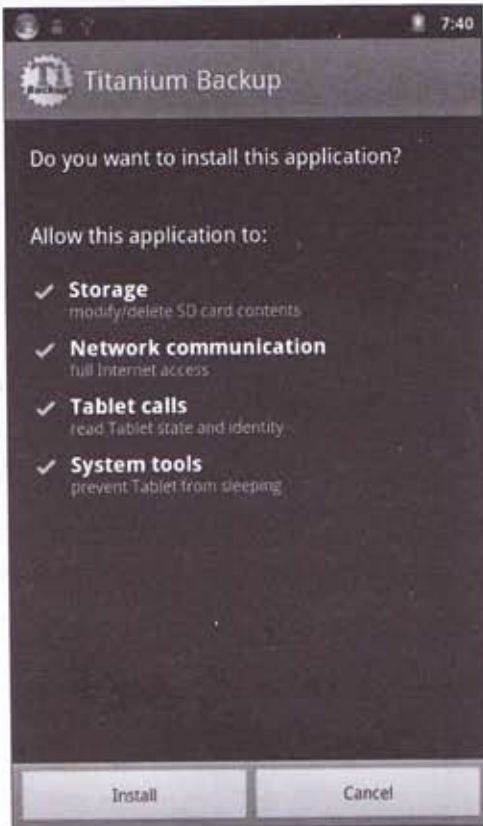 7:40
Titanium Backup
Do you want to install this application?
Allow this application to:
Storage
modify/delete SD card contents
Network communication
full Internet access
Tablet calls
read Tablet state and identity
System tools
prevent Tablet from sleeping
Install
Cancel